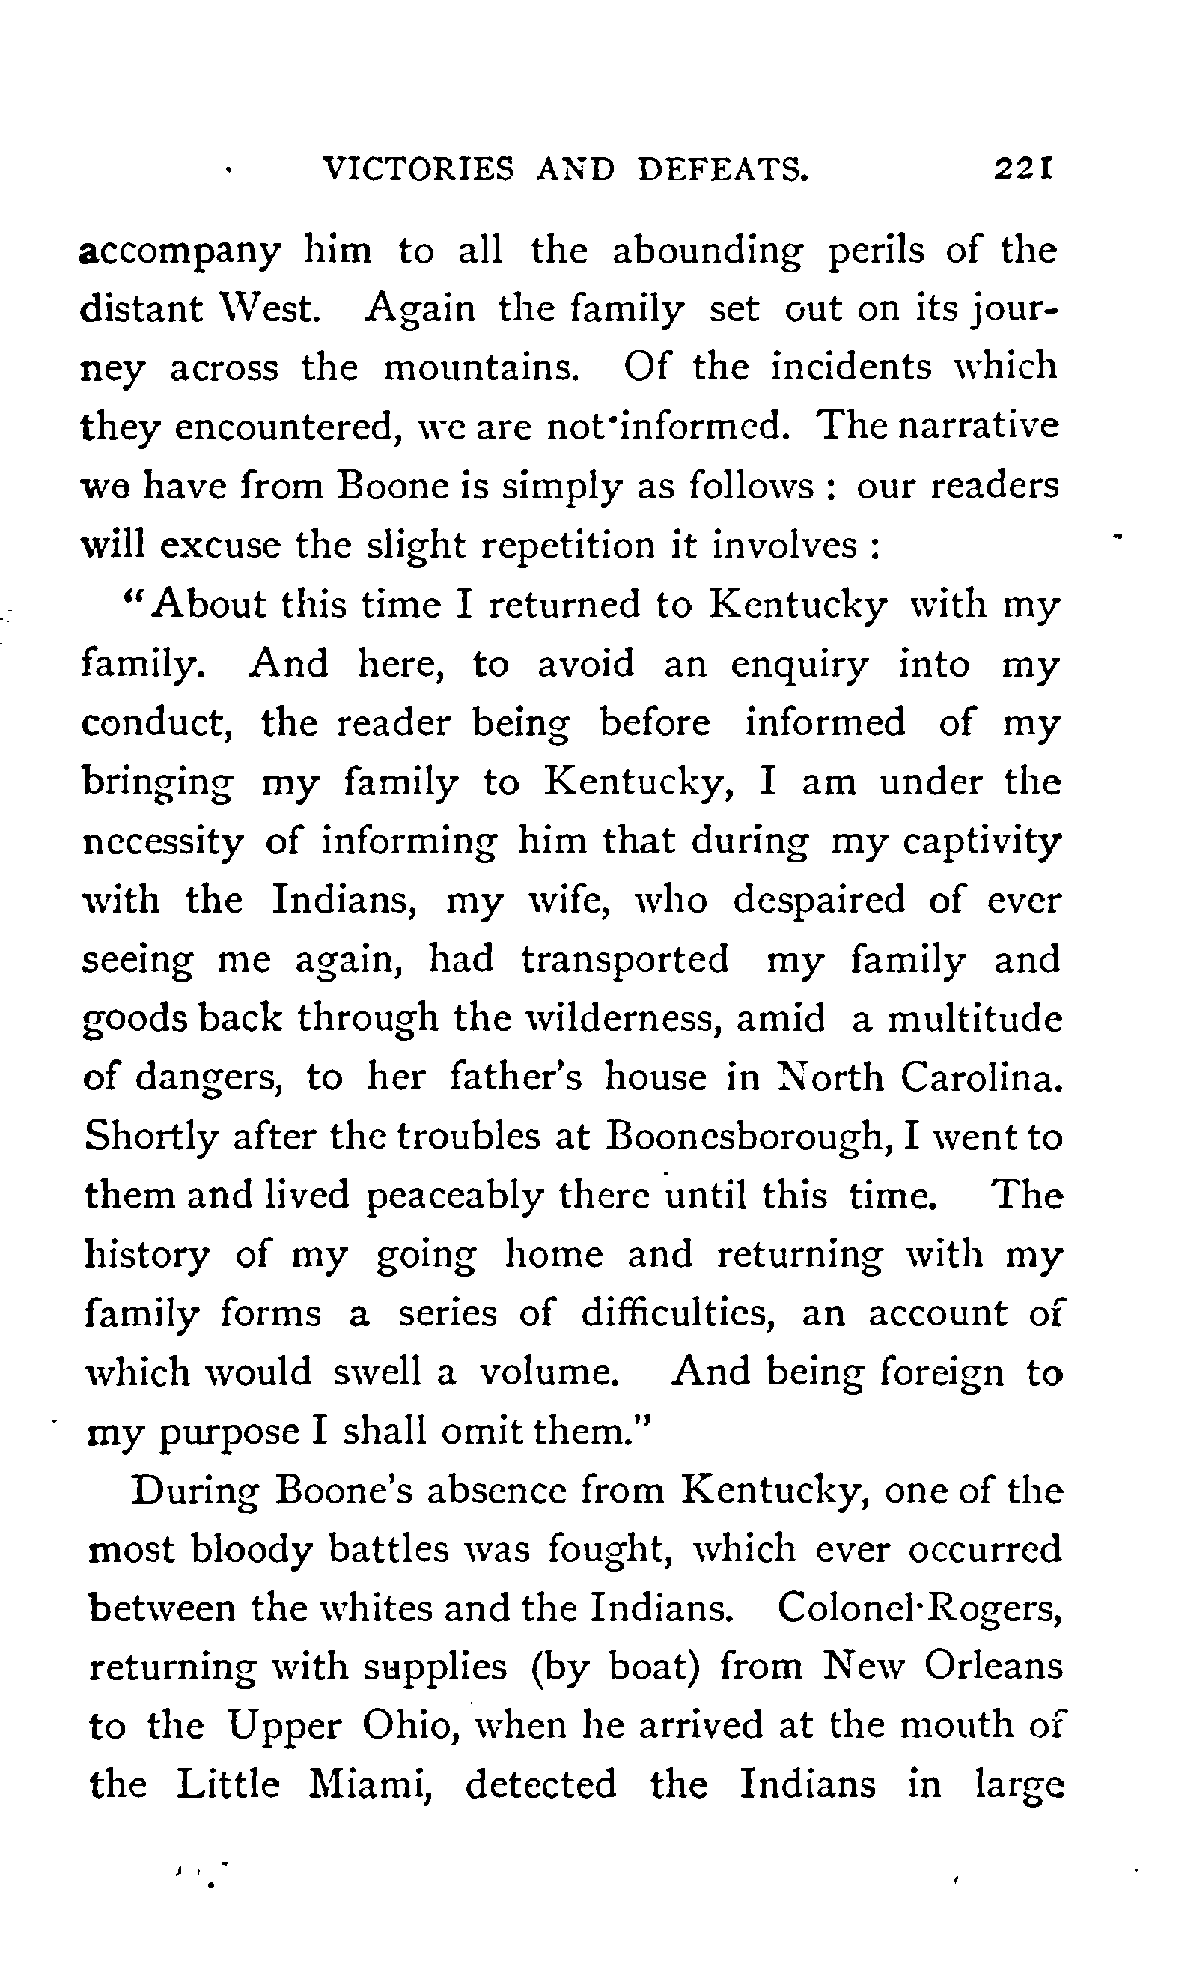 VICTORIES AND DEFEATS. 221
accompany him to all the abounding perils of the
distant West. Again the family set out on its jour-
ney across the mountains. Of the incidents which
they encountered, we are not informed. The narrative
we have from Boone is simply as follows : our readers
will excuse the slight repetition it involves :
"About this time I returned to Kentucky with my
family. And here, to avoid an enquiry into my
conduct, the reader being before informed of my
bringing my family to Kentucky, I am under the
necessity of informing him that during my captivity
with the Indians, my wife, who despaired of ever
seeing me again, had transported my family and
goods back through the wilderness, amid a multitude
of dangers, to her father's house in North Carolina.
Shortly after the troubles at Boonesborough, I went to
them and lived peaceably there until this time. The
history of my going home and returning with my
family forms a series of difficulties, an account of
which would swell a volume. And being foreign to
my purpose I shall omit them."
During Boone's absence from Kentucky, one of the
most bloody battles was fought, which ever occurred
between the whites and the Indians. Colonel Rogers,
returning with supplies (by boat) from New Orleans
to the Upper Ohio, when he arrived at the mouth of
the Little Miami, detected the Indians in large